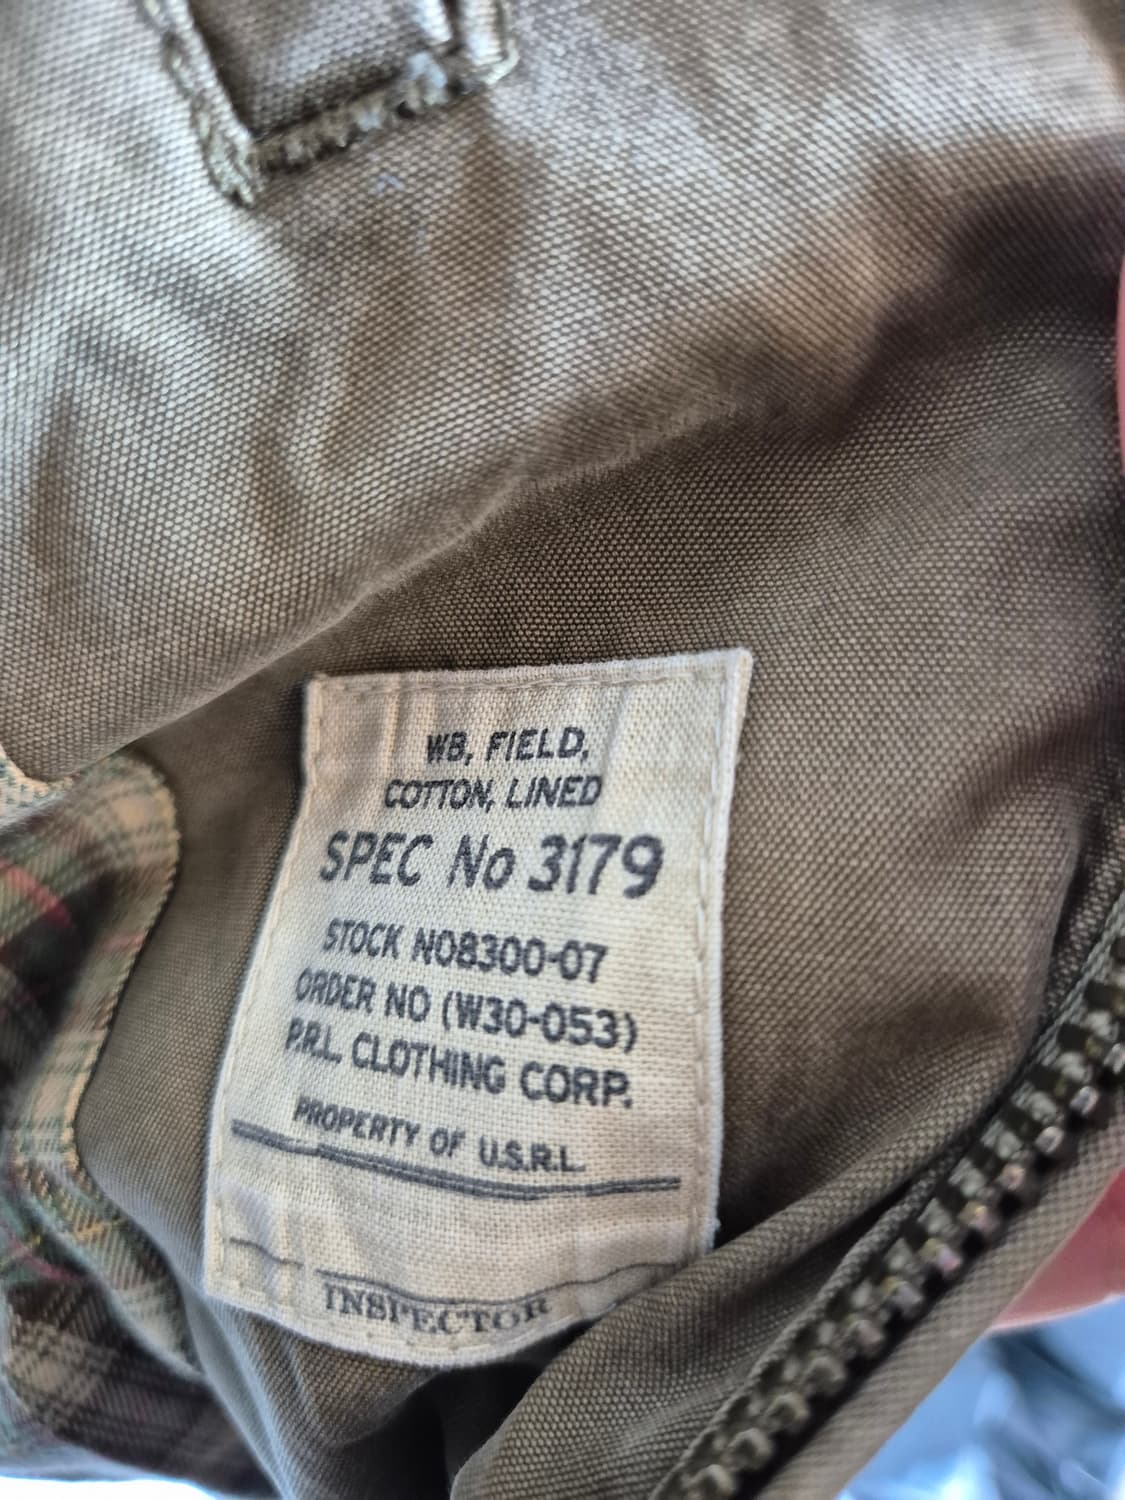 WB, FIELD,
COTTON, LINED
SPEC No 3179
STOCK NO8300-07
ORDER NO (W30-053)
P.R.L. CLOTHING CORP.
PROPERTY OF U.S.R.L.
INSPECTOR